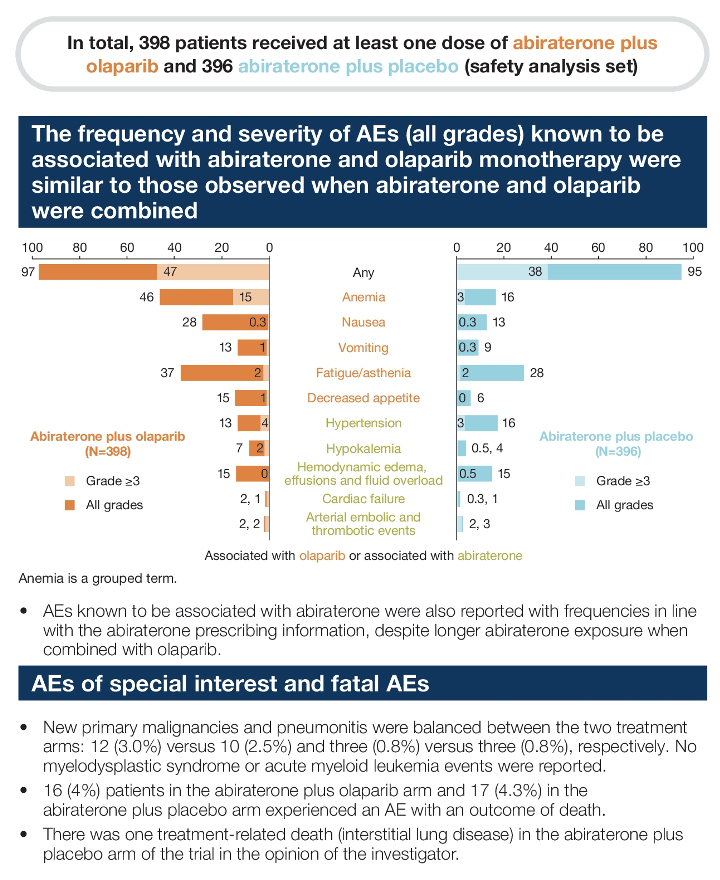 In total, 398 patients received at least one dose of abiraterone plus
olaparib and 396 abiraterone plus placebo (safety analysis set)
The frequency and severity of AEs (all grades) known to be
associated with abiraterone and olaparib monotherapy were
similar to those observed when abiraterone and olaparib
were combined
100 80 60 40 20 0 0 20 40 60 80 100
97 47 Any 38 95
46 15 Anemia 3 16
28 0.3 Nausea 0.3 13
13 1 Vomiting 0.3 9
37 2 Fatigue/asthenia 2 28
15 1 Decreased appetite 0 6
13 4 Hypertension 3 16
Abiraterone plus olaparib
(N=398)
Grade ≥3
All grades
7 2 Hypokalemia 0.5, 4
15 0 Hemodynamic edema,
effusions and fluid overload 0.5 15
2, 1 Cardiac failure 0.3, 1
2, 2 Arterial embolic and
thrombotic events 2, 3
Abiraterone plus placebo
(N=396)
Grade ≥3
All grades
Associated with olaparib or associated with abiraterone
Anemia is a grouped term.
• AEs known to be associated with abiraterone were also reported with frequencies in line
with the abiraterone prescribing information, despite longer abiraterone exposure when
combined with olaparib.
AEs of special interest and fatal AEs
• New primary malignancies and pneumonitis were balanced between the two treatment
arms: 12 (3.0%) versus 10 (2.5%) and three (0.8%) versus three (0.8%), respectively. No
myelodysplastic syndrome or acute myeloid leukemia events were reported.
• 16 (4%) patients in the abiraterone plus olaparib arm and 17 (4.3%) in the
abiraterone plus placebo arm experienced an AE with an outcome of death.
• There was one treatment-related death (interstitial lung disease) in the abiraterone plus
placebo arm of the trial in the opinion of the investigator.